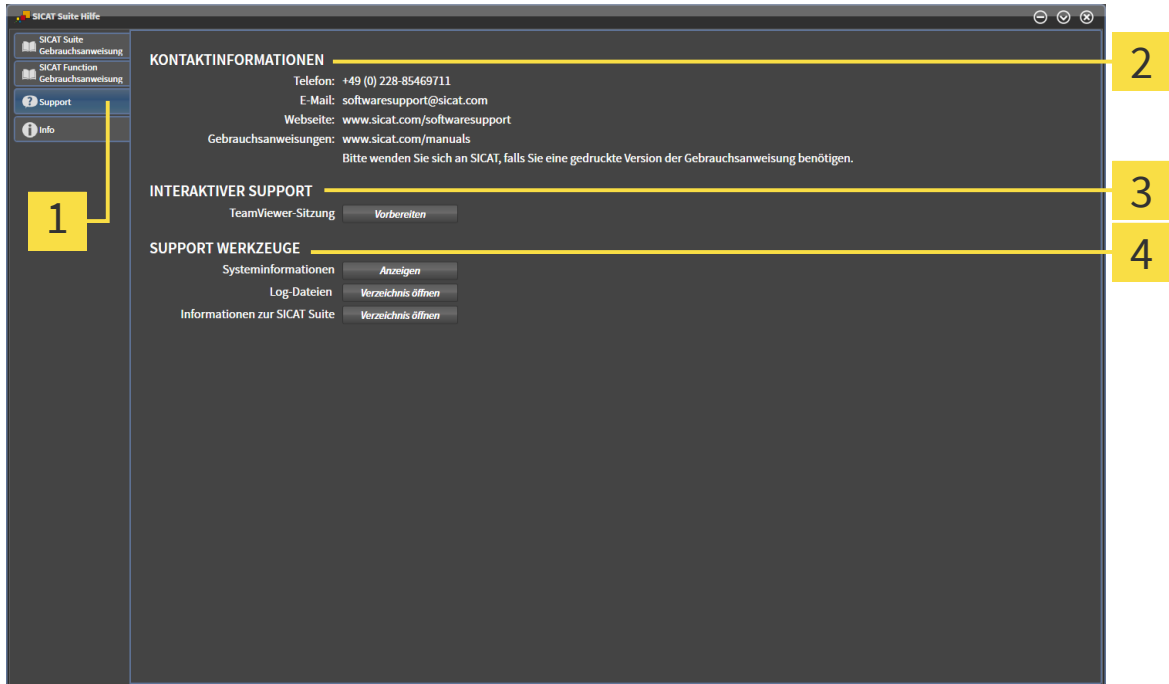 SICAT Suite Hilfe
SICAT Suite
Gebrauchsanweisung
SICAT Function
Gebrauchsanweisung
Support
Info
1
KONTAKTINFORMATIONEN
2
Telefon: +49 (0) 228-85469711
E-Mail: softwaresupport@sicat.com
Webseite: www.sicat.com/softwaresupport
Gebrauchsanweisungen: www.sicat.com/manuals
Bitte wenden Sie sich an SICAT, falls Sie eine gedruckte Version der Gebrauchsanweisung benötigen.
INTERAKTIVER SUPPORT
3
TeamViewer-Sitzung Vorbereiten
SUPPORT WERKZEUGE
4
Systeminformationen Anzeigen
Log-Dateien Verzeichnis öffnen
Informationen zur SICAT Suite Verzeichnis öffnen